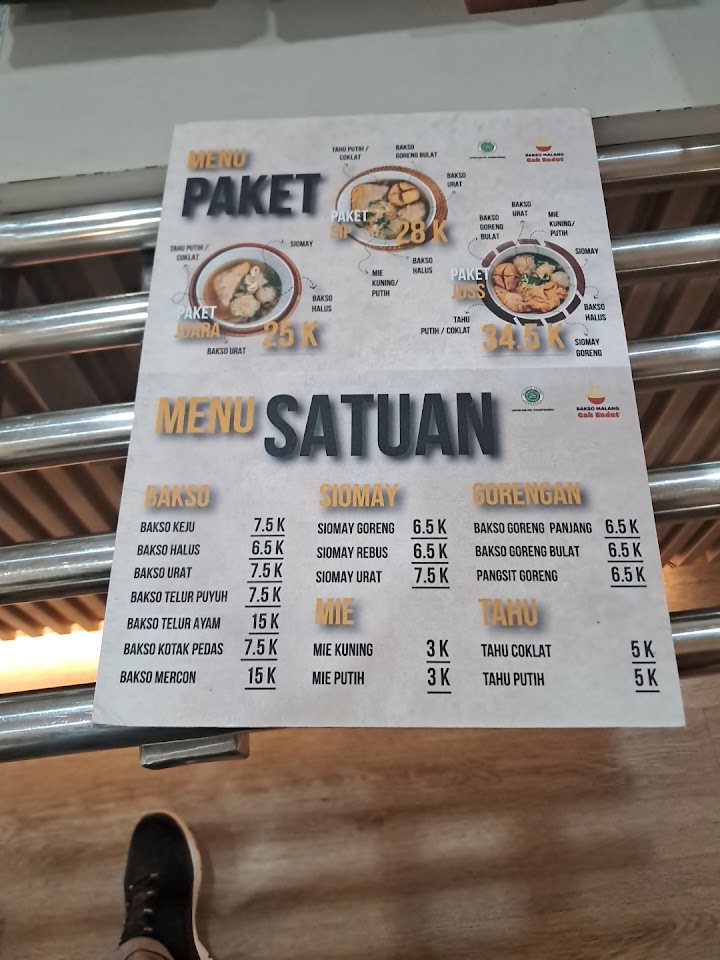 MENU
PAKET
TAHU PUTIH /
COKLAT
BAKSO
GORENG BULAT
BAKSO
URAT
PAKET
SIP
28 K
MIE
KUNING/
PUTIH
BAKSO
HALUS
BAKSO MALANG
Cak Endut
TAHU PUTIH /
COKLAT
SIOMAY
PAKET
JUARA
25 K
BAKSO
HALUS
BAKSO URAT
BAKSO
GORENG
BULAT
BAKSO
URAT
MIE
KUNING/
PUTIH
SIOMAY
PAKET
JOSS
34.5 K
TAHU
PUTIH / COKLAT
BAKSO
HALUS
SIOMAY
GORENG
MENU SATUAN
BAKSO MALANG
Cak Endut
BAKSO
BAKSO KEJU 7.5 K
BAKSO HALUS 6.5 K
BAKSO URAT 7.5 K
BAKSO TELUR PUYUH 7.5 K
BAKSO TELUR AYAM 15 K
BAKSO KOTAK PEDAS 7.5 K
BAKSO MERCON 15 K
SIOMAY
SIOMAY GORENG 6.5 K
SIOMAY REBUS 6.5 K
SIOMAY URAT 7.5 K
MIE
MIE KUNING 3 K
MIE PUTIH 3 K
GORENGAN
BAKSO GORENG PANJANG 6.5 K
BAKSO GORENG BULAT 6.5 K
PANGSIT GORENG 6.5 K
TAHU
TAHU COKLAT 5 K
TAHU PUTIH 5 K